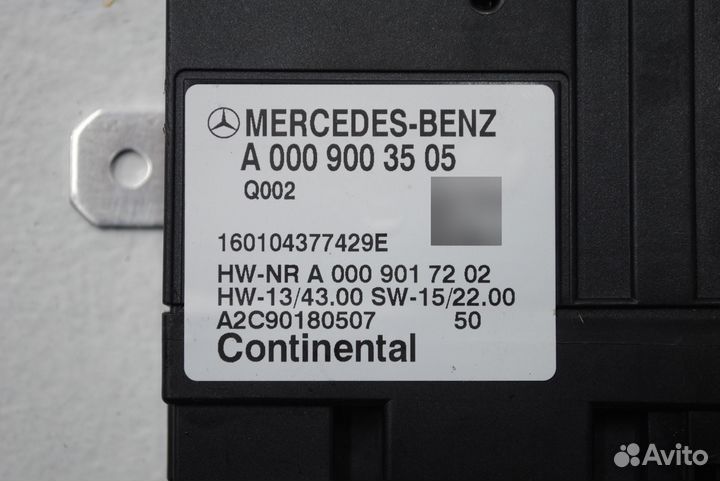 MERCEDES-BENZ
A 000 900 35 05
Q002
160104377429E
HW-NR A 000 901 72 02
HW-13/43.00 SW-15/22.00
A2C90180507 50
Continental
Avito